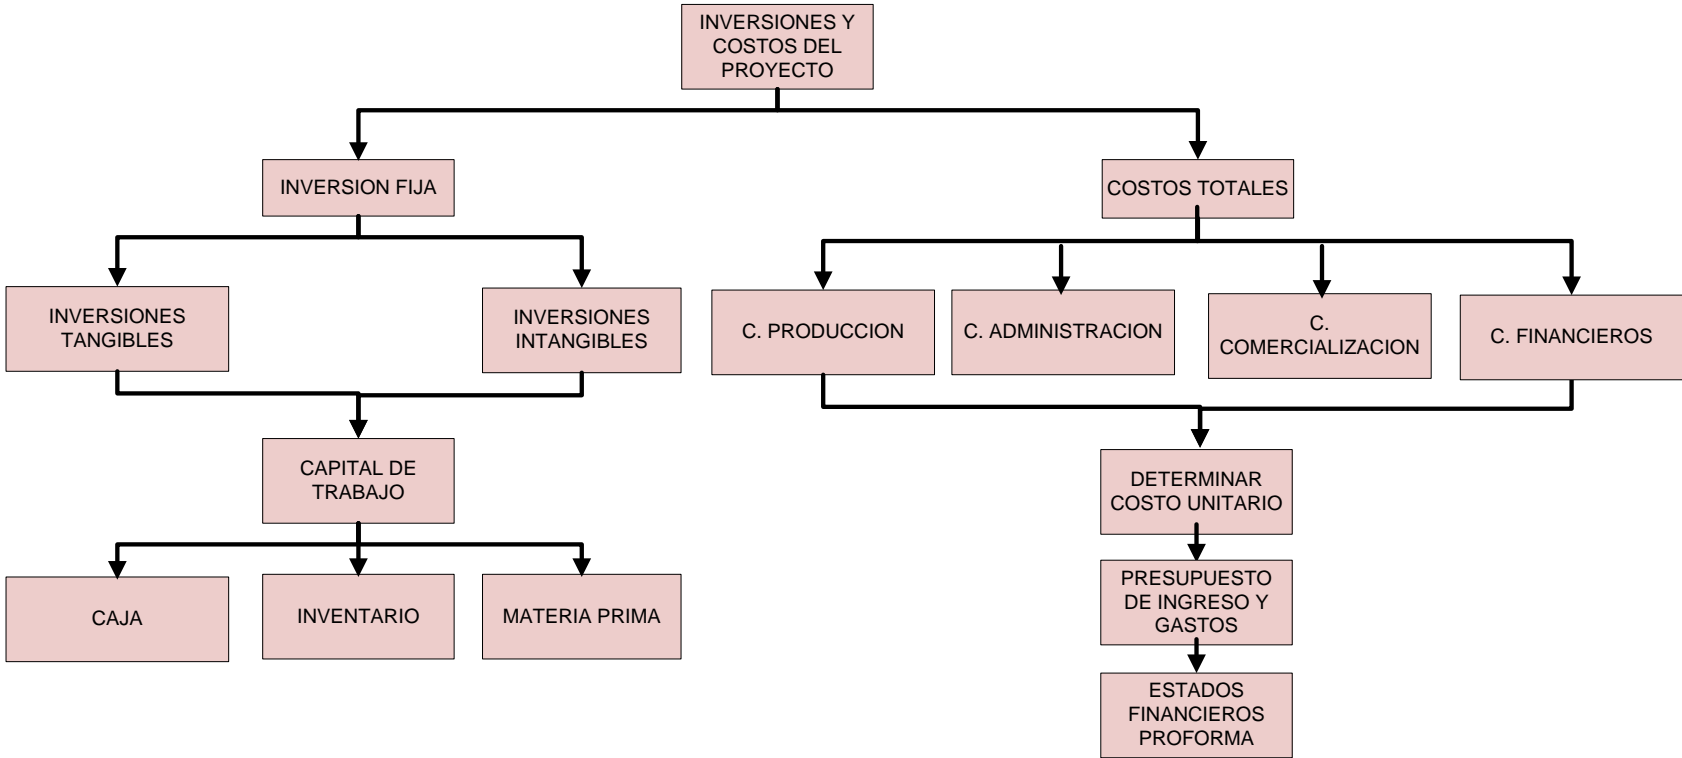 INVERSIONES Y
COSTOS DEL
PROYECTO
INVERSION FIJA
COSTOS TOTALES
INVERSIONES
TANGIBLES
INVERSIONES
INTANGIBLES
C. PRODUCCION
C. ADMINISTRACION
C.
COMERCIALIZACION
C. FINANCIEROS
CAPITAL DE
TRABAJO
DETERMINAR
COSTO UNITARIO
CAJA
INVENTARIO
MATERIA PRIMA
PRESUPUESTO
DE INGRESO Y
GASTOS
ESTADOS
FINANCIEROS
PROFORMA